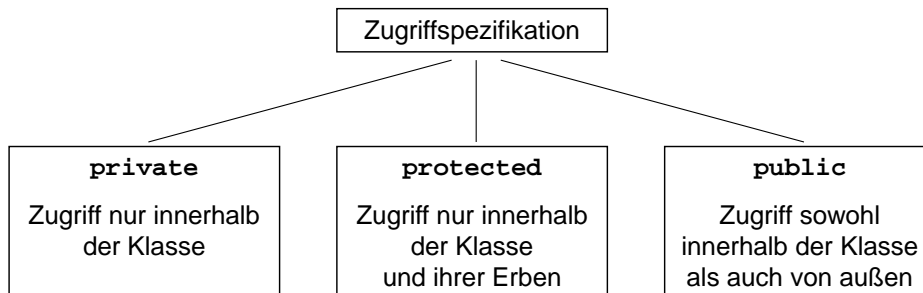 Zugriffspezifikation
private
Zugriff nur innerhalb
der Klasse
protected
Zugriff nur innerhalb
der Klasse
und ihrer Erben
public
Zugriff sowohl
innerhalb der Klasse
als auch von außen